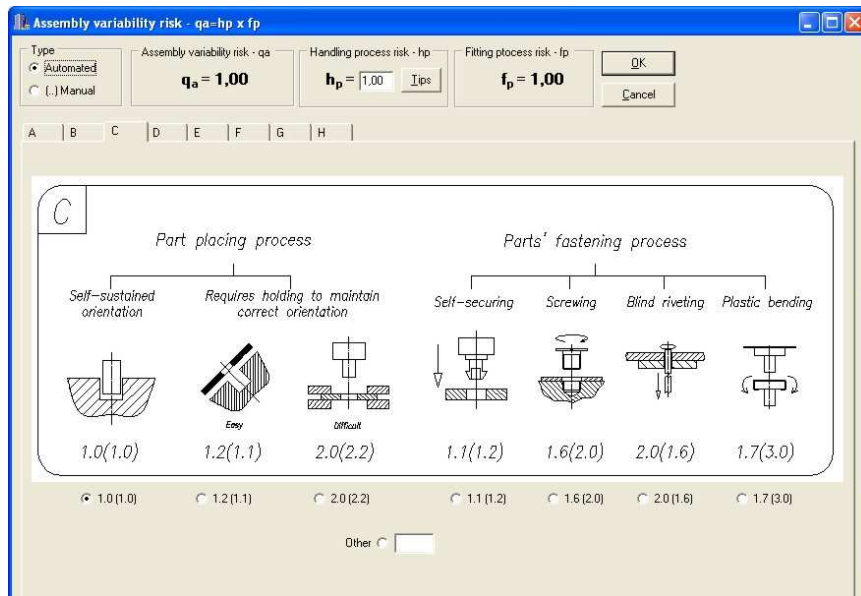 Assembly variability risk - qa=hp x fp
Type
Automated
(..) Manual
Assembly variability risk - qa
qa = 1,00
Handling process risk - hp
hp = 1,00 Tips
Fitting ptocess risk - fp
fp = 1,00
OK
Cancel
A B C D E F G H
C
Part placing process Parts' fastening process
Self-sustained orientation
Requires holding to maintain correct orientation
Self-securing Screwing Blind riveting Plastic bending
Easy Difficult
1.0(1.0) 1.2(1.1) 2.0(2.2) 1.1(1.2) 1.6(2.0) 2.0(1.6) 1.7(3.0)
1.0 (1.0) 1.2 (1.1) 2.0 (2.2) 1.1 (1.2) 1.6 (2.0) 2.0 (1.6) 1.7 (3.0)
Other